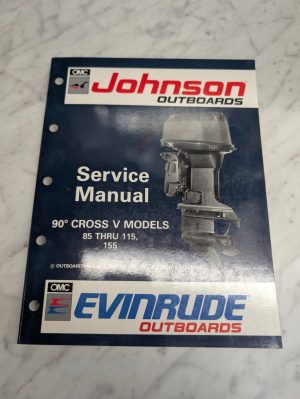 OMC
Johnson
OUTBOARDS
Service
Manual
90° CROSS V MODELS
85 THRU 115,
155
OMC
EVINRUDE
OUTBOARDS